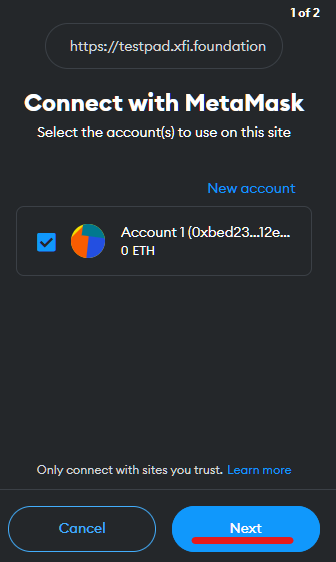 1 of 2
https://testpad.xfi.foundation
Connect with MetaMask
Select the account(s) to use on this site
New account
Account 1 (0xbed23...12e...
0 ETH
Only connect with sites you trust. Learn more
Cancel
Next